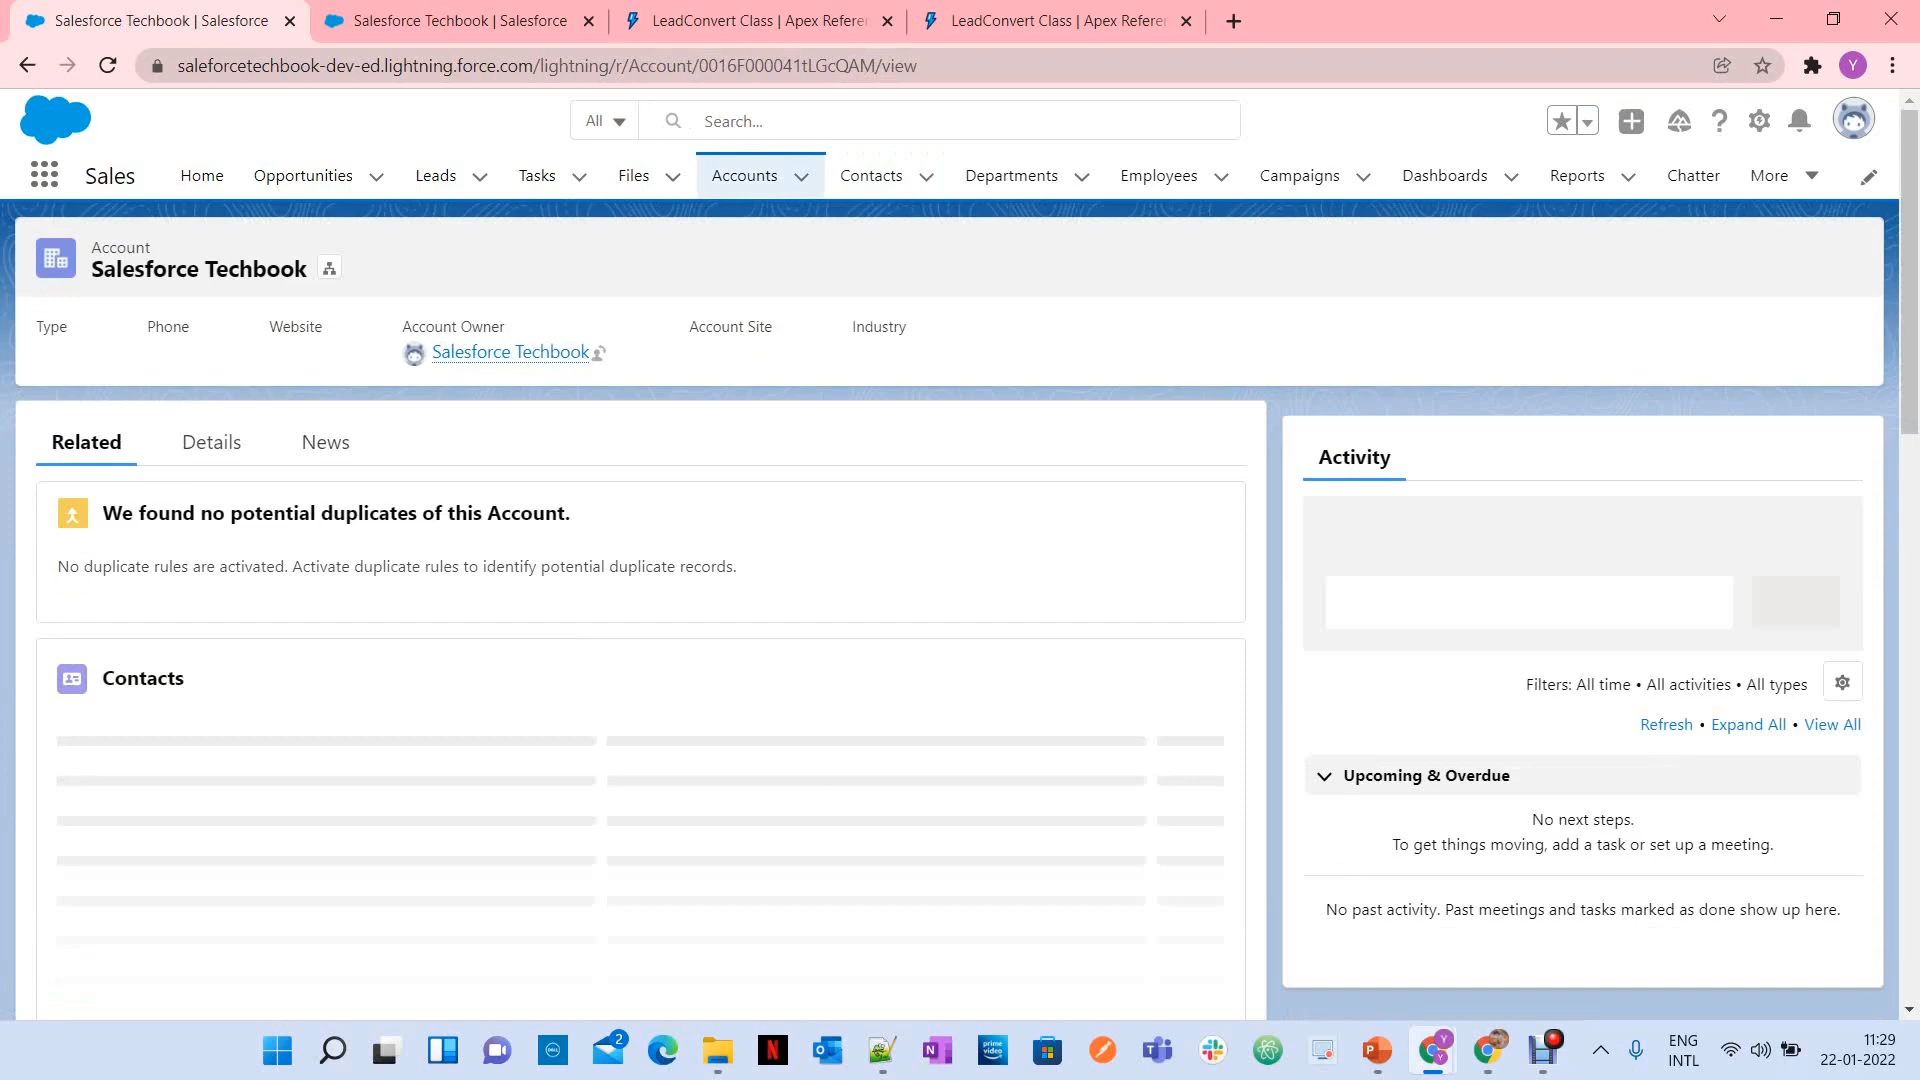 Salesforce Techbook | Salesforce
Salesforce Techbook | Salesforce
LeadConvert Class | Apex Refere
LeadConvert Class | Apex Refere
saleforcetechbook-dev-ed.lightning.force.com/lightning/r/Account/0016F000041tLGcQAM/view
Y
All
Search...
Sales
Home
Opportunities
Leads
Tasks
Files
Accounts
Contacts
Departments
Employees
Campaigns
Dashboards
Reports
Chatter
More
Account
Salesforce Techbook
Type
Phone
Website
Account Owner
Account Site
Industry
Salesforce Techbook
Related
Details
News
We found no potential duplicates of this Account.
No duplicate rules are activated. Activate duplicate rules to identify potential duplicate records.
Contacts
Activity
Filters: All time • All activities • All types
Refresh • Expand All • View All
Upcoming & Overdue
No next steps.
To get things moving, add a task or set up a meeting.
No past activity. Past meetings and tasks marked as done show up here.
2
prime video
ENG
INTL
11:29
22-01-2022